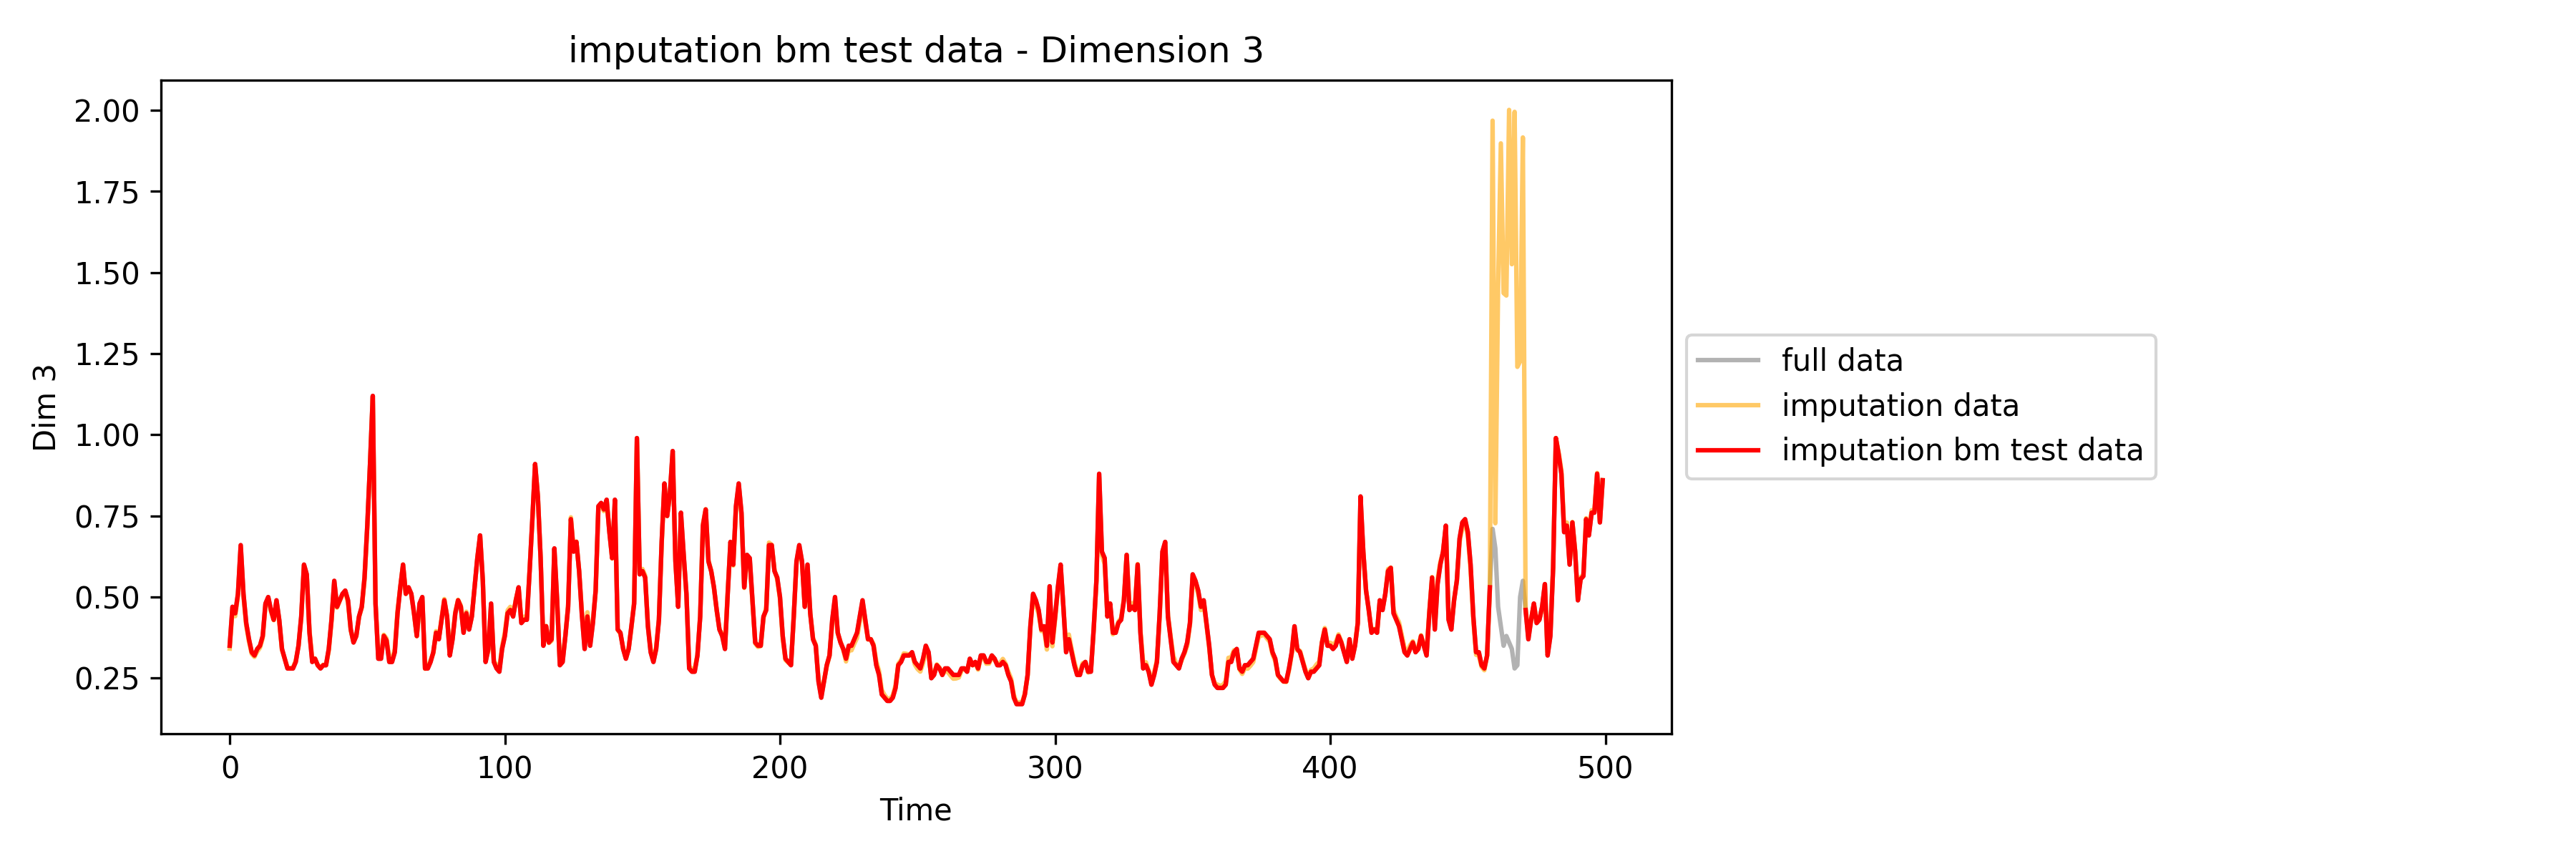 imputation bm test data - Dimension 3
2.00
1.75
1.50
1.25
1.00
0.75
0.50
0.25
Dim 3
0 100 200 300 400 500
Time
full data
imputation data
imputation bm test data